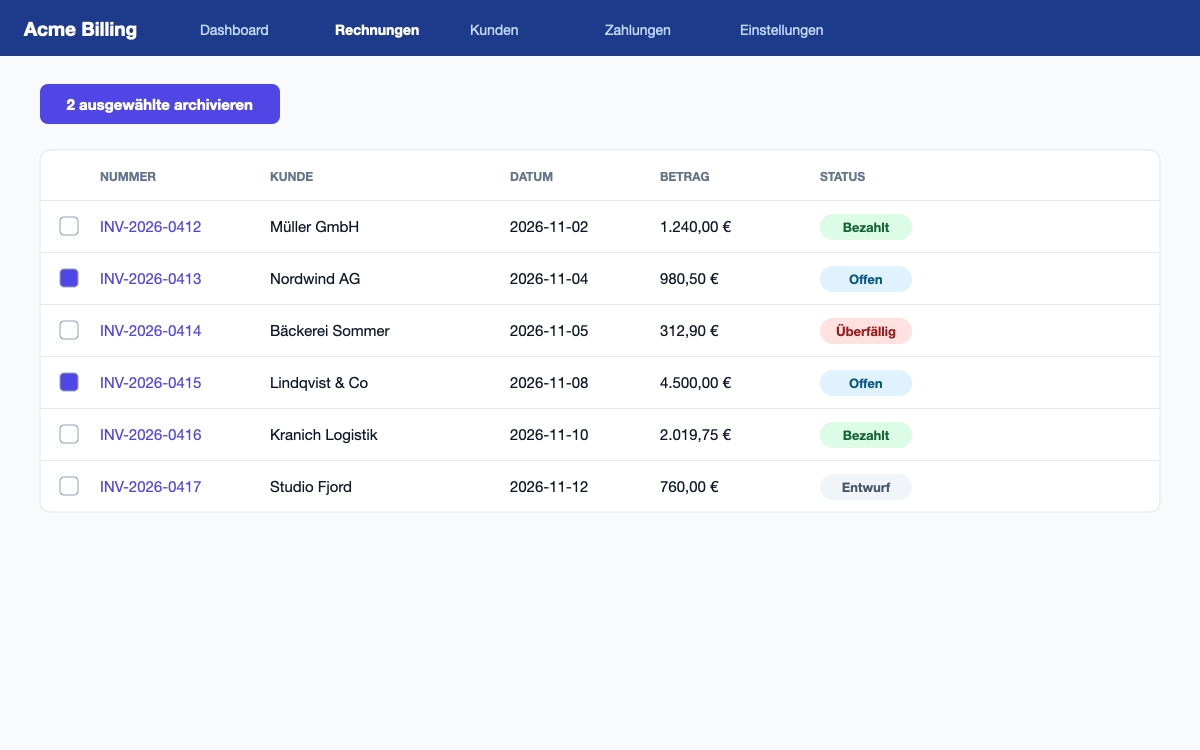 Acme Billing Dashboard Rechnungen Kunden Zahlungen Einstellungen
2 ausgewählte archivieren
NUMMER KUNDE DATUM BETRAG STATUS
INV-2026-0412 Müller GmbH 2026-11-02 1.240,00 € Bezahlt
INV-2026-0413 Nordwind AG 2026-11-04 980,50 € Offen
INV-2026-0414 Bäckerei Sommer 2026-11-05 312,90 € Überfällig
INV-2026-0415 Lindqvist & Co 2026-11-08 4.500,00 € Offen
INV-2026-0416 Kranich Logistik 2026-11-10 2.019,75 € Bezahlt
INV-2026-0417 Studio Fjord 2026-11-12 760,00 € Entwurf